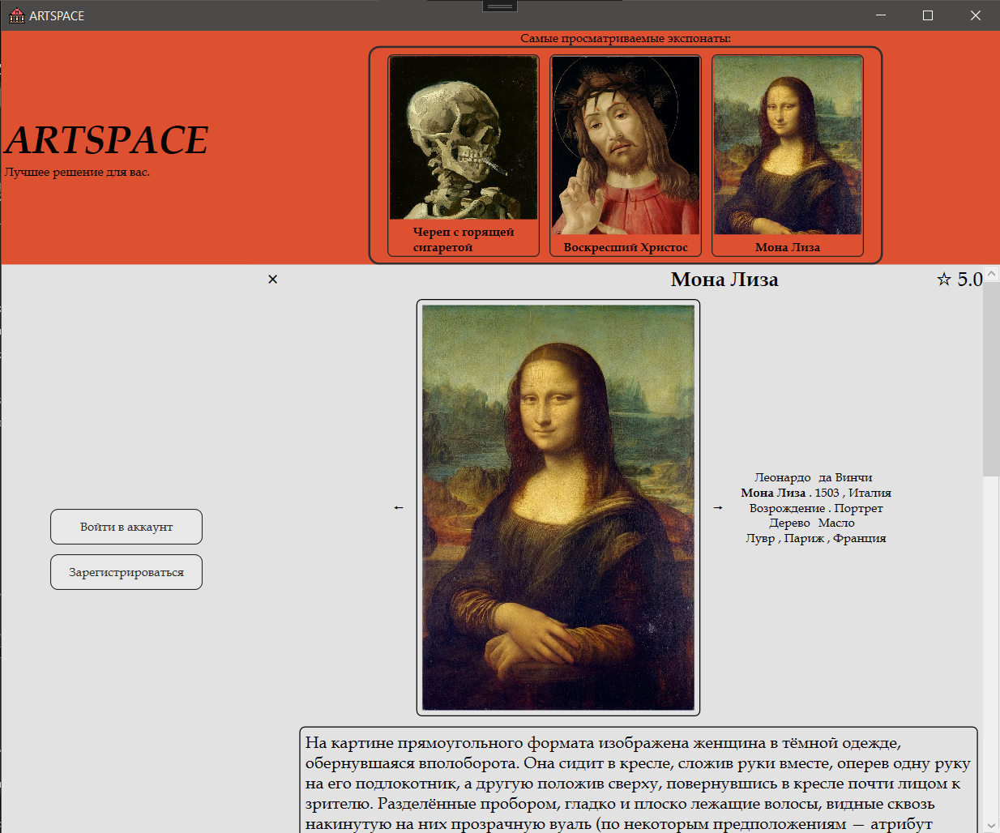 ARTSPACE
Самые просматриваемые экспонаты:
ARTSPACE
Лучшее решение для вас.
Череп с горящей
сигаретой
Воскресший Христос
Мона Лиза
×
Мона Лиза
☆ 5.0
←
→
Леонардо да Винчи
Мона Лиза . 1503 , Италия
Возрождение . Портрет
Дерево Масло
Лувр , Париж , Франция
Войти в аккаунт
Зарегистрироваться
На картине прямоугольного формата изображена женщина в тёмной одежде,
обернувшаяся вполоборота. Она сидит в кресле, сложив руки вместе, оперев одну руку
на его подлокотник, а другую положив сверху, повернувшись в кресле почти лицом к
зрителю. Разделённые пробором, гладко и плоско лежащие волосы, видные сквозь
накинутую на них прозрачную вуаль (по некоторым предположениям — атрибут